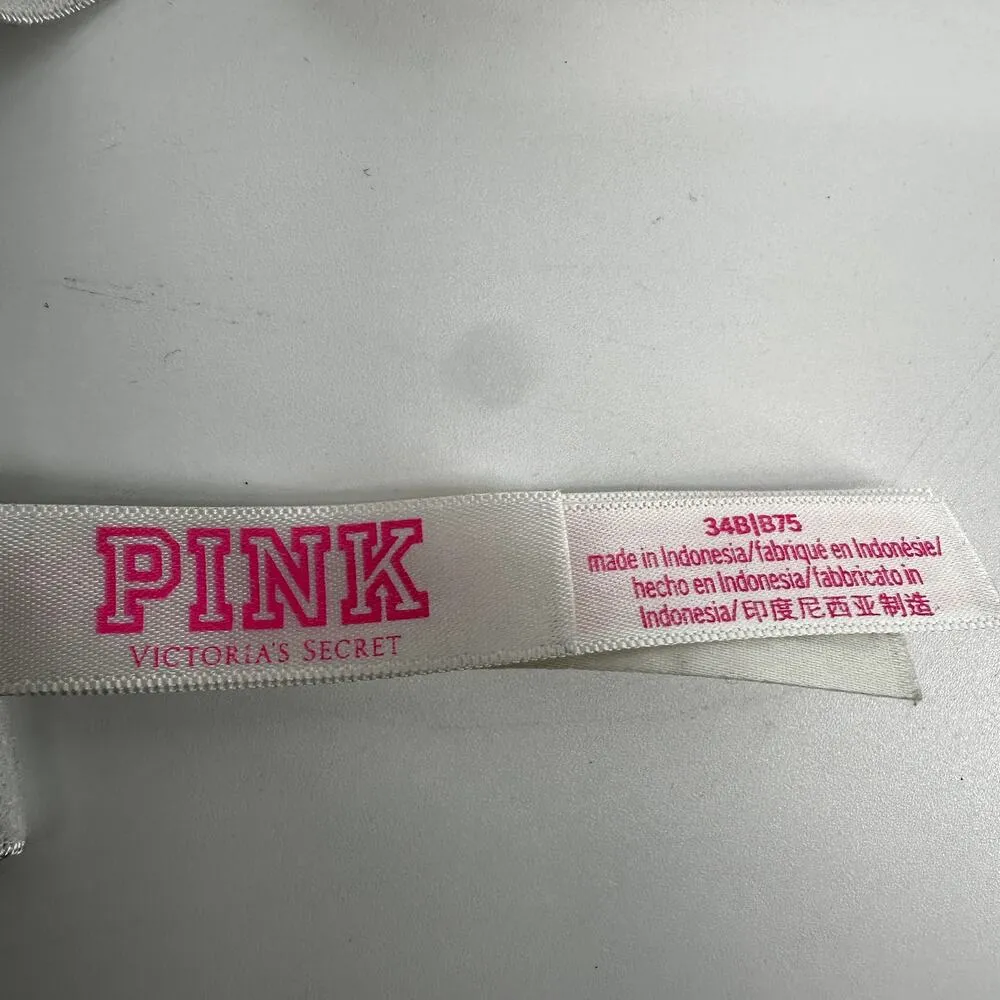 PINK
VICTORIA'S SECRET
34B|B75
made in Indonesia/fabriqué en Indonésie/
hecho en Indonesia/fabbricato in
Indonesia/印度尼西亚制造